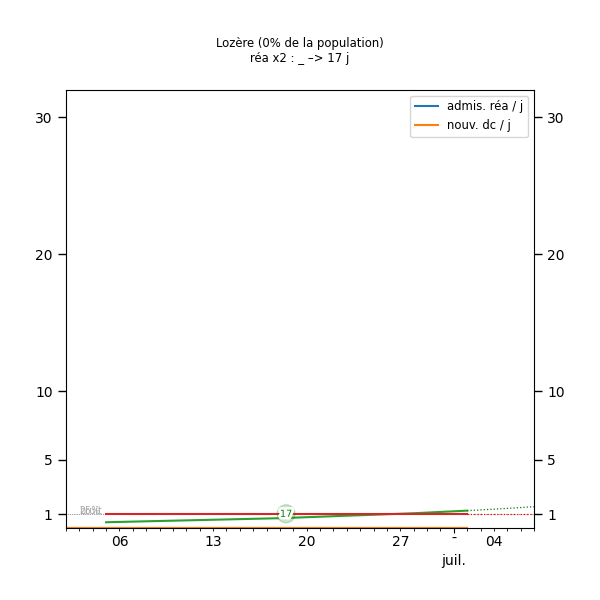 Lozère (0% de la population)
réa x2 : _ –> 17 j
admis. réa / j
nouv. dc / j
30 30
20 20
10 10
5 5
17
1 1
06 13 20 27 - 04
juil.